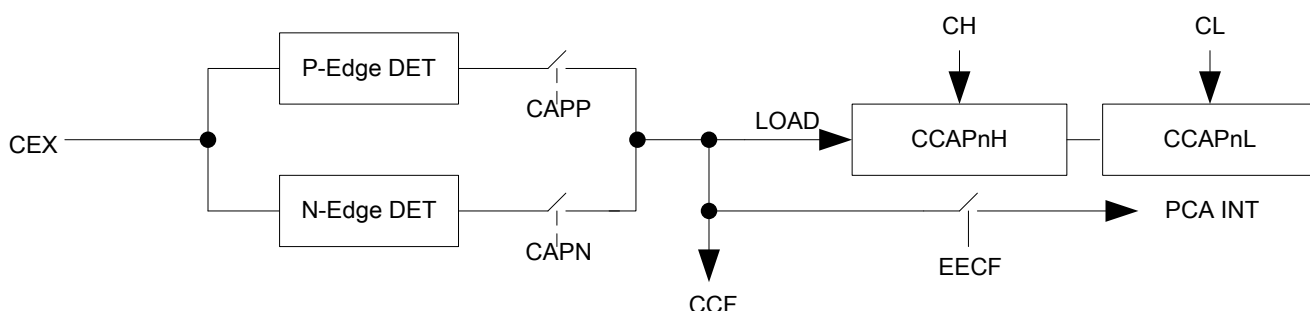 CH
CL
P-Edge DET
CAPP
LOAD
CEX
CCAPnH
CCAPnL
N-Edge DET
PCA INT
CAPN
EECF
CCF